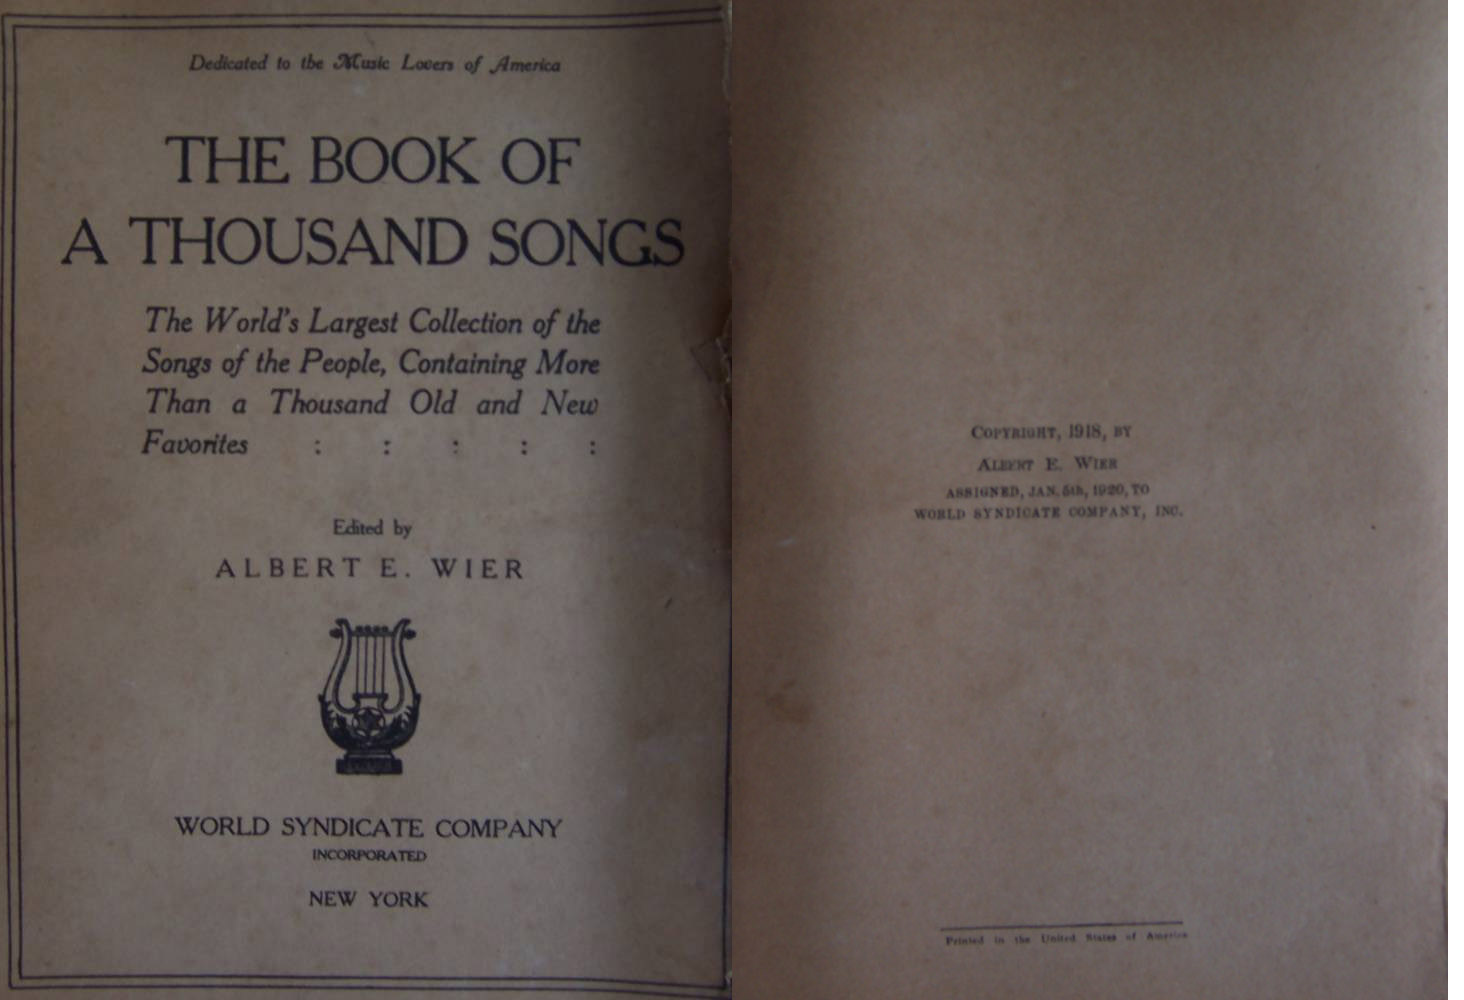 Dedicated to the Music Lovers of America
THE BOOK OF
A THOUSAND SONGS
The World's Largest Collection of the
Songs of the People, Containing More
Than a Thousand Old and New
Favorites : : : : :
Edited by
ALBERT E. WIER
WORLD SYNDICATE COMPANY
INCORPORATED
NEW YORK
COPYRIGHT, 1918, BY
ALBERT E. WIER
ASSIGNED, JAN. 5th, 1920, TO
WORLD SYNDICATE COMPANY, INC.
Printed in the United States of America